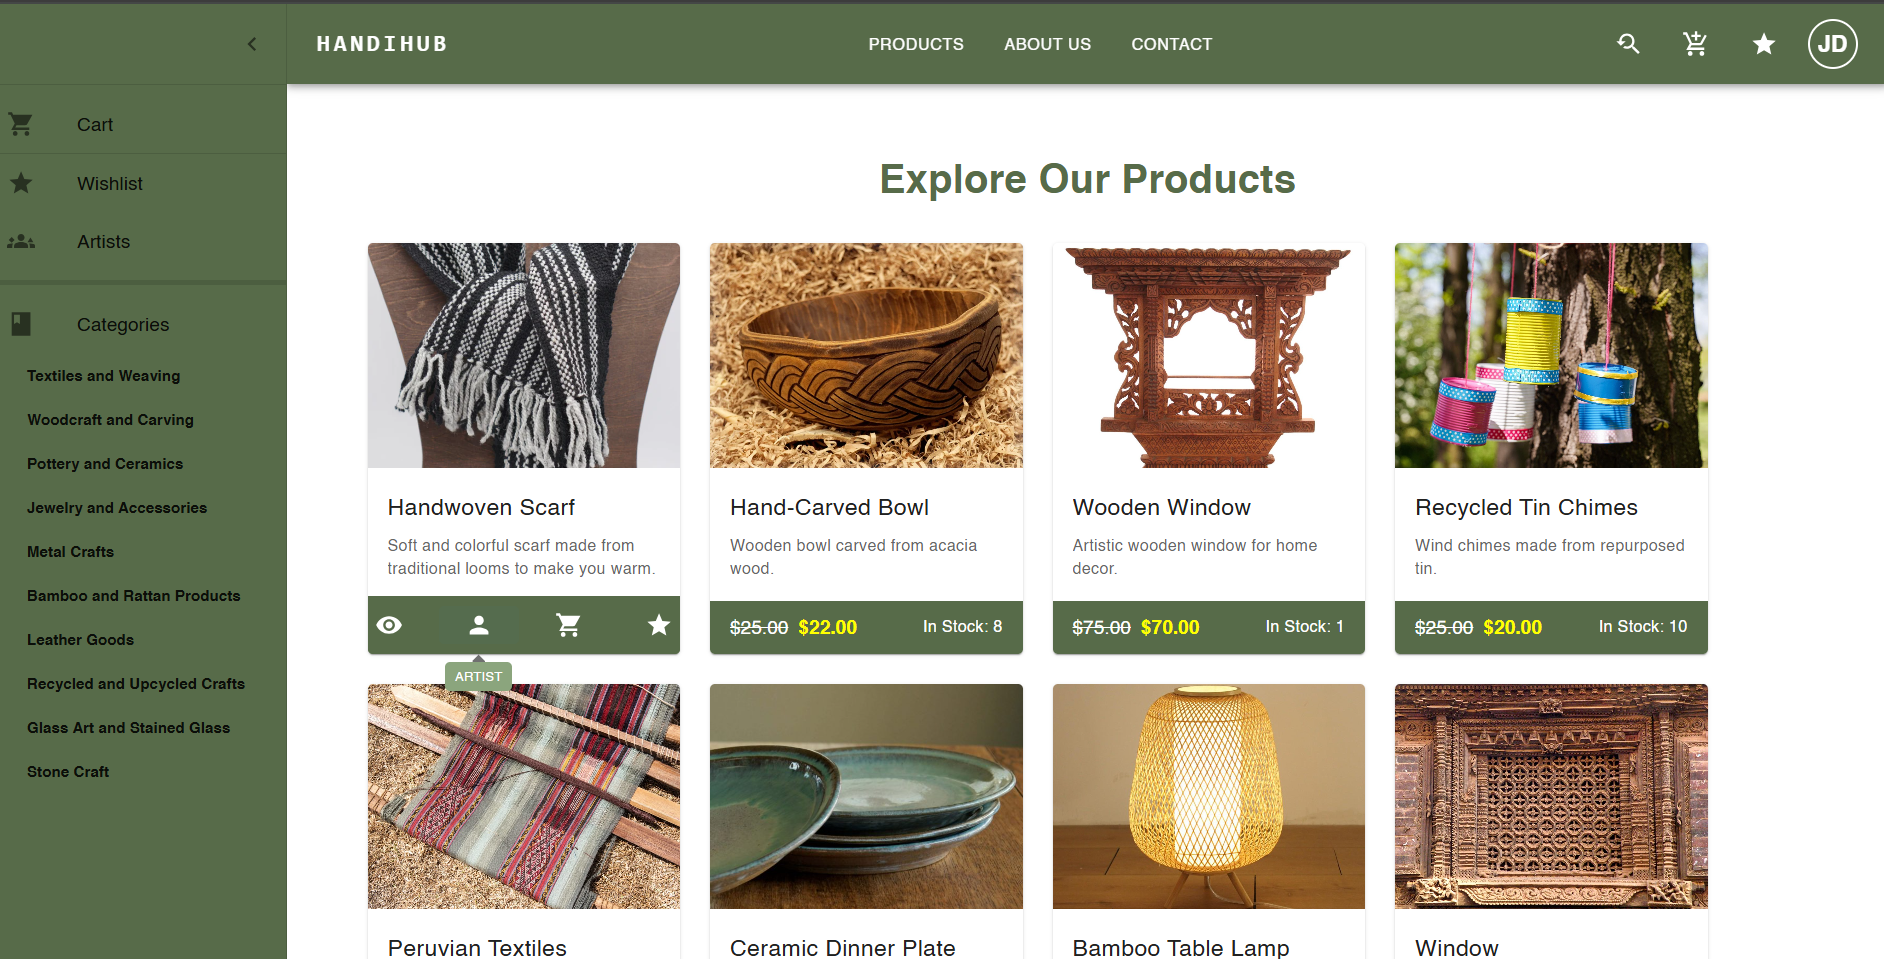 HANDIHUB
PRODUCTS
ABOUT US
CONTACT
JD
Cart
Wishlist
Artists
Categories
Textiles and Weaving
Woodcraft and Carving
Pottery and Ceramics
Jewelry and Accessories
Metal Crafts
Bamboo and Rattan Products
Leather Goods
Recycled and Upcycled Crafts
Glass Art and Stained Glass
Stone Craft
Explore Our Products
Handwoven Scarf
Soft and colorful scarf made from
traditional looms to make you warm.
ARTIST
Hand-Carved Bowl
Wooden bowl carved from acacia
wood.
$25.00 $22.00 In Stock: 8
Wooden Window
Artistic wooden window for home
decor.
$75.00 $70.00 In Stock: 1
Recycled Tin Chimes
Wind chimes made from repurposed
tin.
$25.00 $20.00 In Stock: 10
Peruvian Textiles
Ceramic Dinner Plate
Bamboo Table Lamp
Window